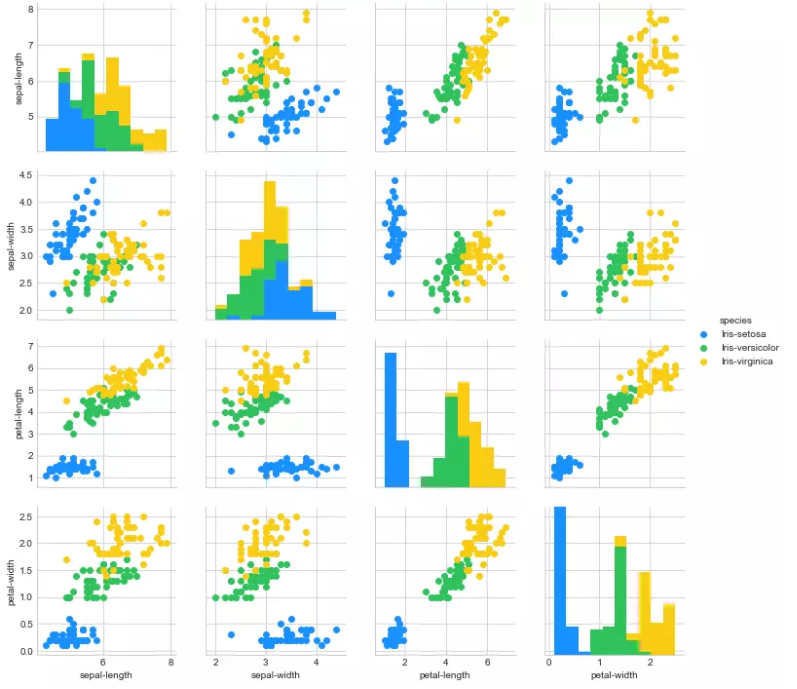 sepal-length
8
7
6
5
sepal-width
4.5
4.0
3.5
3.0
2.5
2.0
species
Iris-setosa
Iris-versicolor
Iris-virginica
petal-length
7
6
5
4
3
2
1
petal-width
2.5
2.0
1.5
1.0
0.5
0.0
6 8
2 3 4
2 4 6
0 1 2
sepal-length
sepal-width
petal-length
petal-width